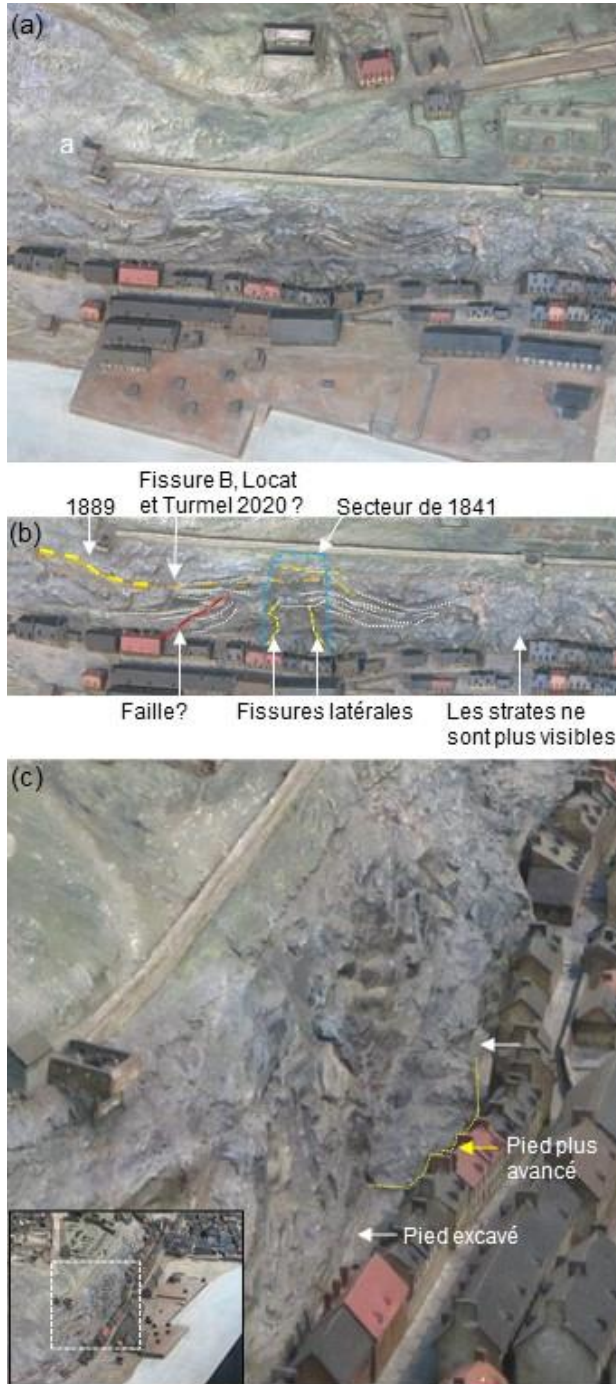 (a)
a
Fissure B, Locat
1889
et Turmel 2020 ?
Secteur de 1841
(b)
Faille?
Fissures latérales
Les strates ne
sont plus visibles
(c)
Pied plus
avancé
Pied excavé